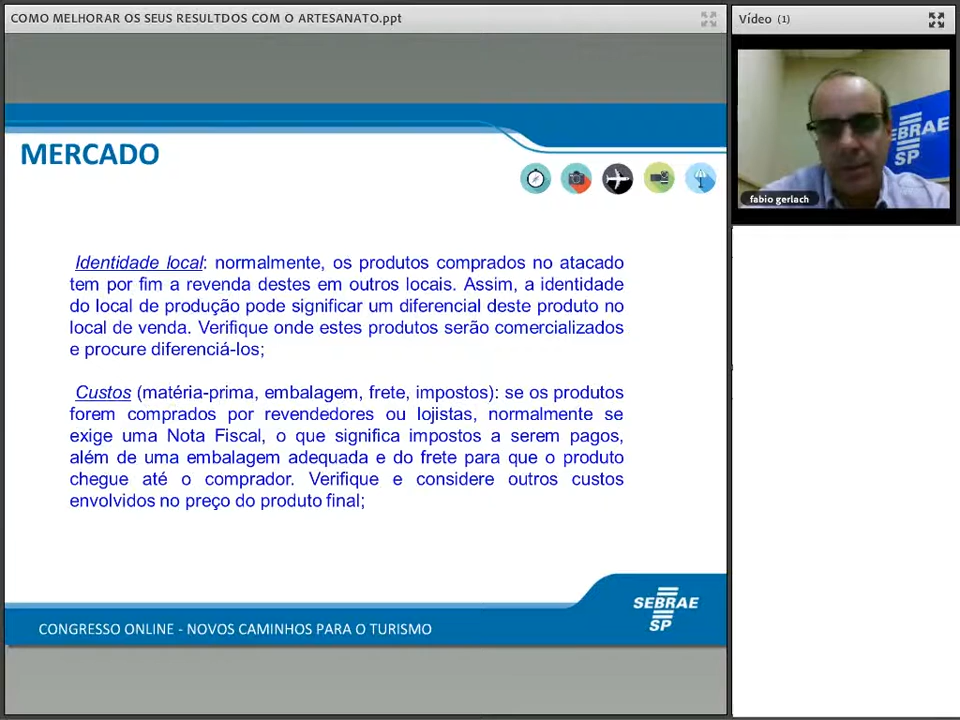 COMO MELHORAR OS SEUS RESULTDOS COM O ARTESANATO.ppt
Vídeo (1)
MERCADO
EBRAE
SP
fabio gerlach
Identidade local: normalmente, os produtos comprados no atacado
tem por fim a revenda destes em outros locais. Assim, a identidade
do local de produção pode significar um diferencial deste produto no
local de venda. Verifique onde estes produtos serão comercializados
e procure diferenciá-los;
Custos (matéria-prima, embalagem, frete, impostos): se os produtos
forem comprados por revendedores ou lojistas, normalmente se
exige uma Nota Fiscal, o que significa impostos a serem pagos,
além de uma embalagem adequada e do frete para que o produto
chegue até o comprador. Verifique e considere outros custos
envolvidos no preço do produto final;
SEBRAE
SP
CONGRESSO ONLINE - NOVOS CAMINHOS PARA O TURISMO